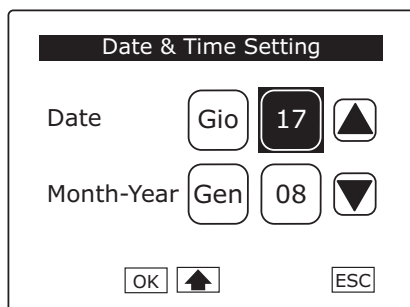 Date & Time Setting
Date Gio 17
Month-Year Gen 08
OK ESC